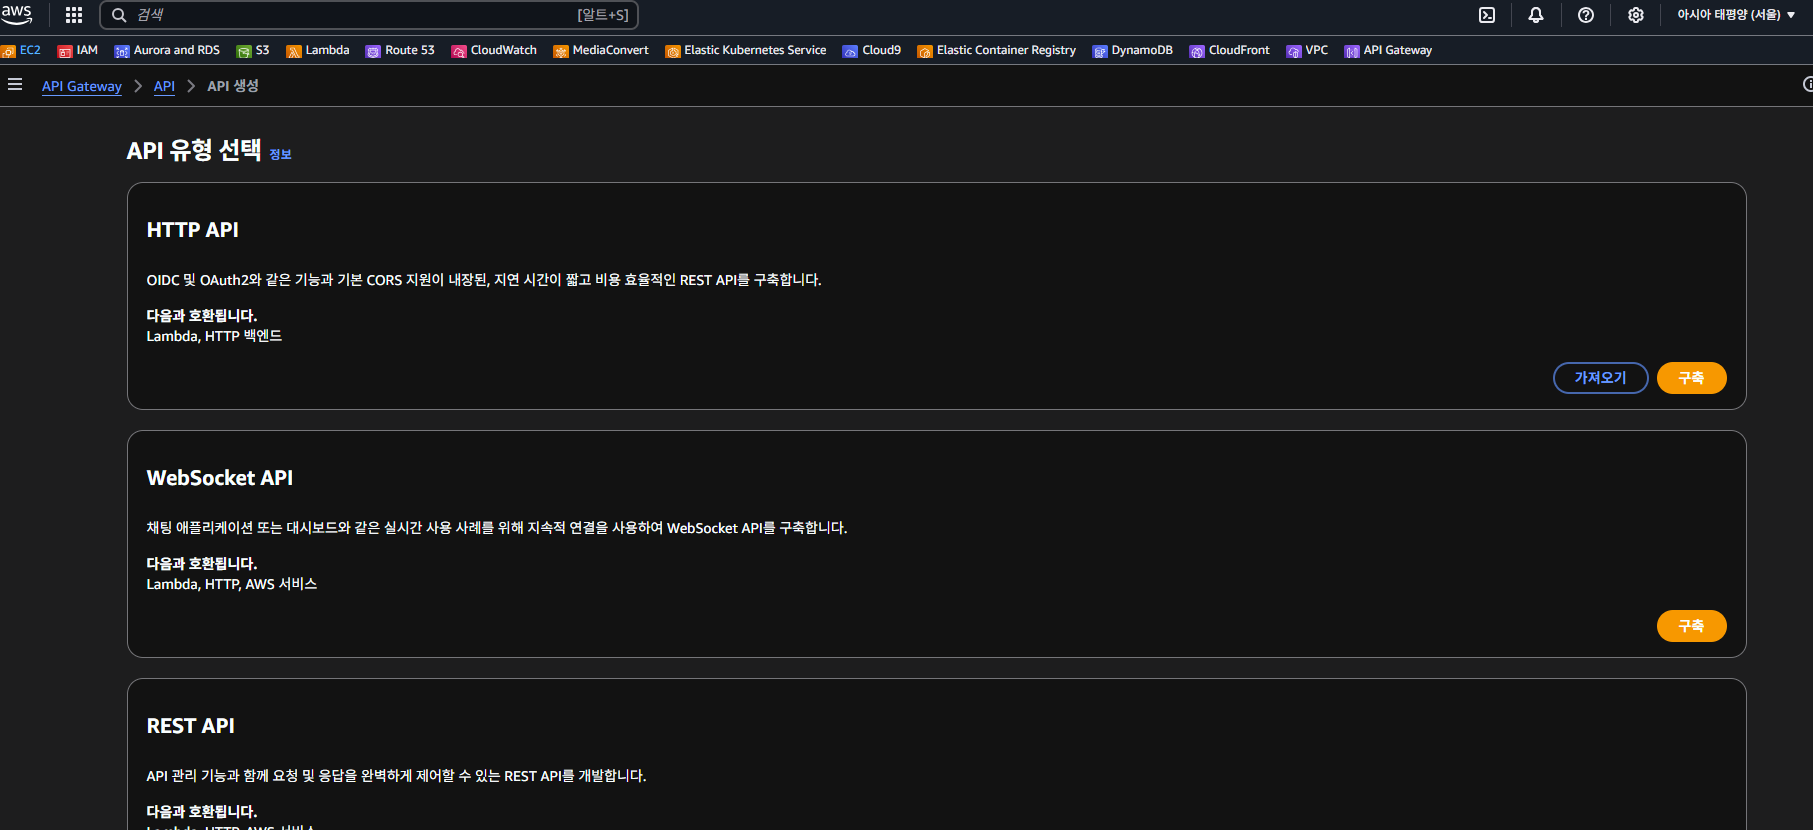 aws
검색 [알트+S]
아시아 태평양 (서울) ▼
EC2 IAM Aurora and RDS S3 Lambda Route 53 CloudWatch MediaConvert Elastic Kubernetes Service Cloud9 Elastic Container Registry DynamoDB CloudFront VPC API Gateway
API Gateway > API > API 생성
API 유형 선택 정보
HTTP API
OIDC 및 OAuth2와 같은 기능과 기본 CORS 지원이 내장된, 지연 시간이 짧고 비용 효율적인 REST API를 구축합니다.
다음과 호환됩니다.
Lambda, HTTP 백엔드
가져오기 구축
WebSocket API
채팅 애플리케이션 또는 대시보드와 같은 실시간 사용 사례를 위해 지속적 연결을 사용하여 WebSocket API를 구축합니다.
다음과 호환됩니다.
Lambda, HTTP, AWS 서비스
구축
REST API
API 관리 기능과 함께 요청 및 응답을 완벽하게 제어할 수 있는 REST API를 개발합니다.
다음과 호환됩니다.
Lambda, HTTP, AWS 서비스